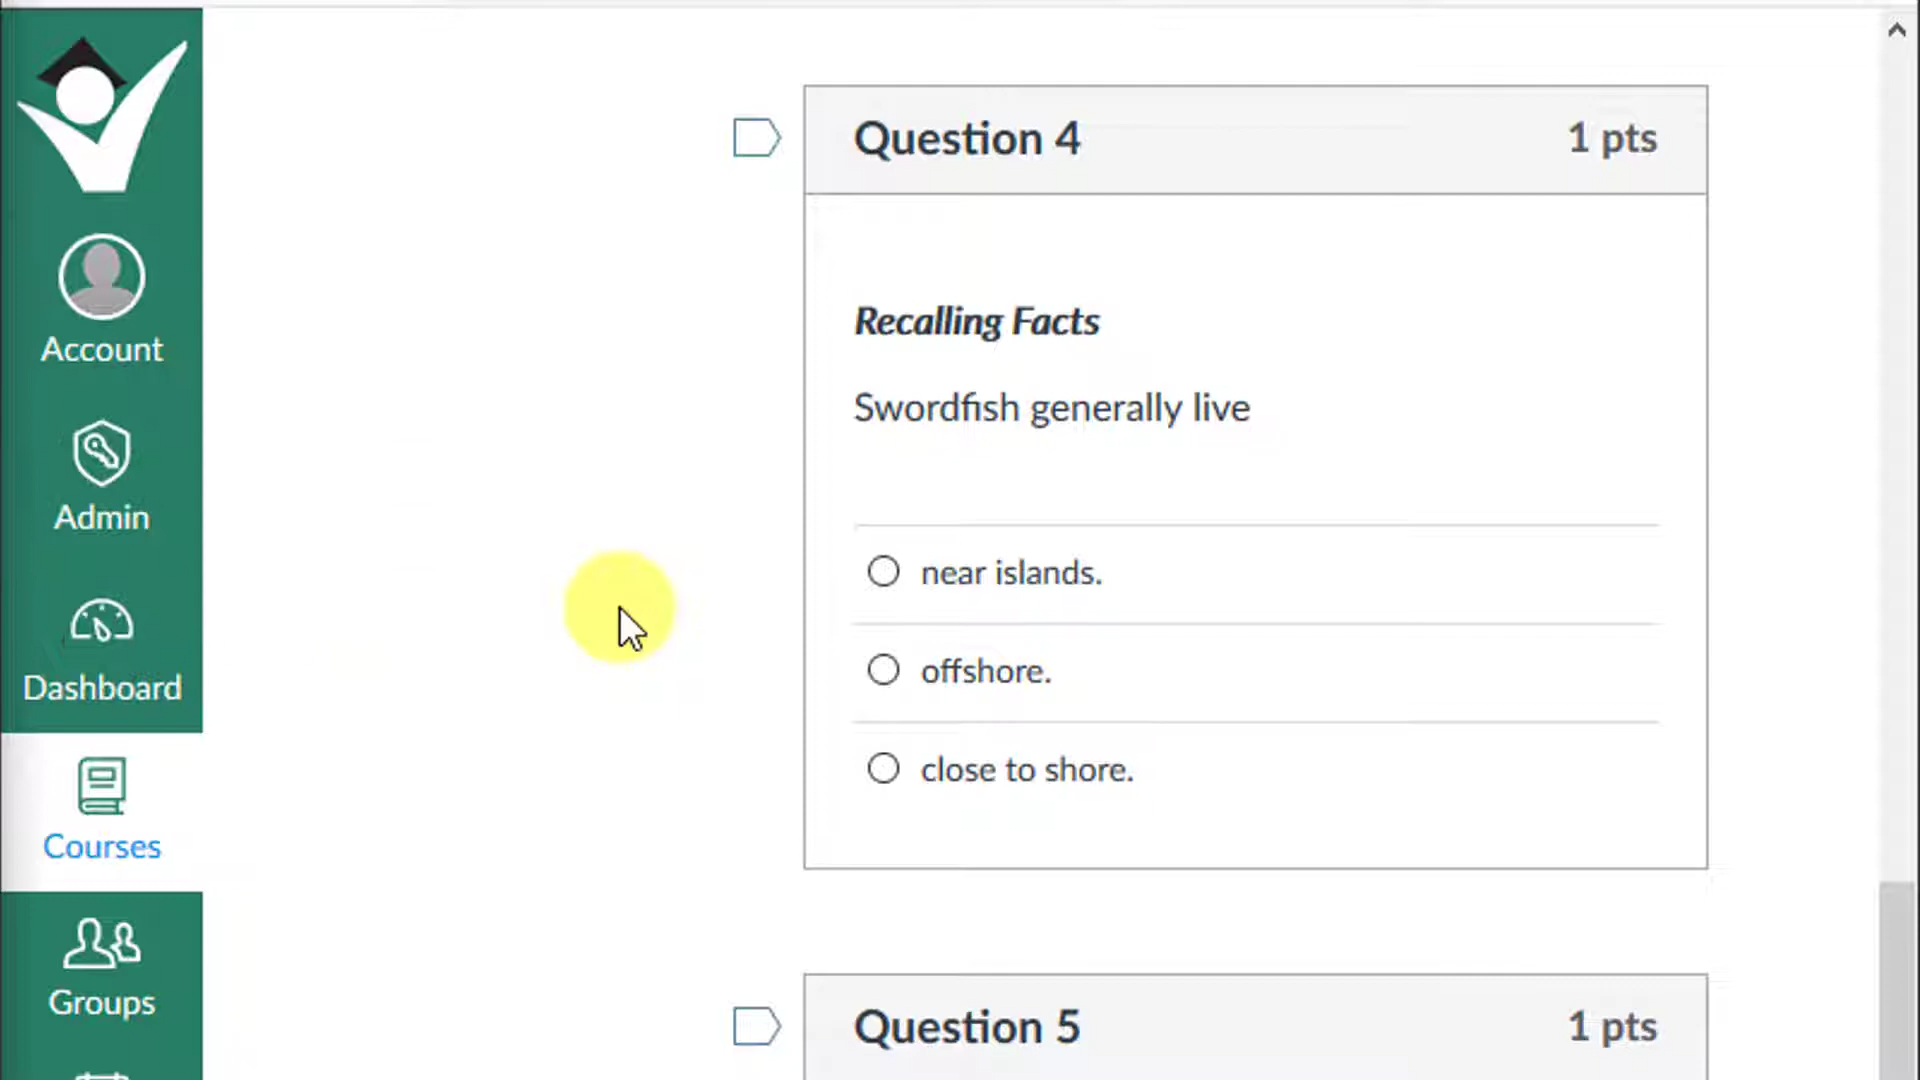 Account
Admin
Dashboard
Courses
Groups
Question 4 1 pts
Recalling Facts
Swordfish generally live
near islands.
offshore.
close to shore.
Question 5 1 pts